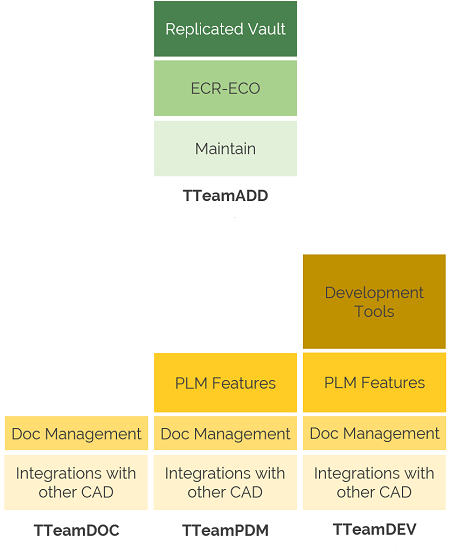 Replicated Vault
ECR-ECO
Maintain
TTeamADD
Development
Tools
PLM Features
PLM Features
Doc Management
Doc Management
Doc Management
Integrations with
other CAD
Integrations with
other CAD
Integrations with
other CAD
TTeamDOC
TTeamPDM
TTeamDEV